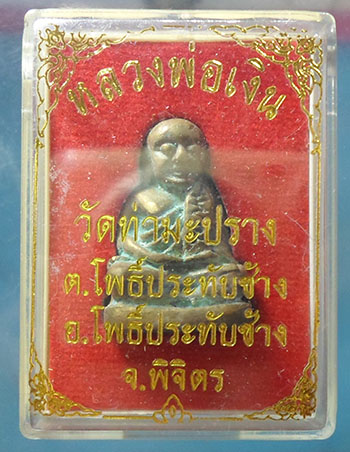 หลวงพ่อเงิน
วัดท่ามะปราง
ต.โพธิ์ประทับช้าง
อ.โพธิ์ประทับช้าง
จ.พิจิตร